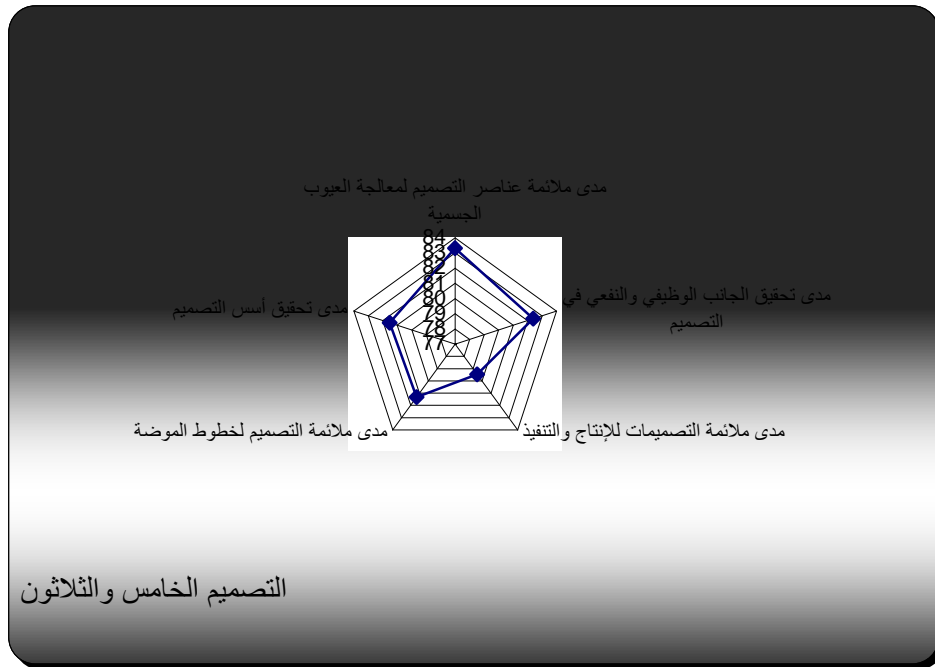 مدى ملائمة عناصر التصميم لمعالجة العيوب
الجسمية
84
83
82
81
80
79
78
77
مدى تحقيق الجانب الوظيفي والنفعي في
التصميم
مدى تحقيق أسس التصميم
مدى ملائمة التصميمات للإنتاج والتنفيذ
مدى ملائمة التصميم لخطوط الموضة
التصميم الخامس والثلاثون